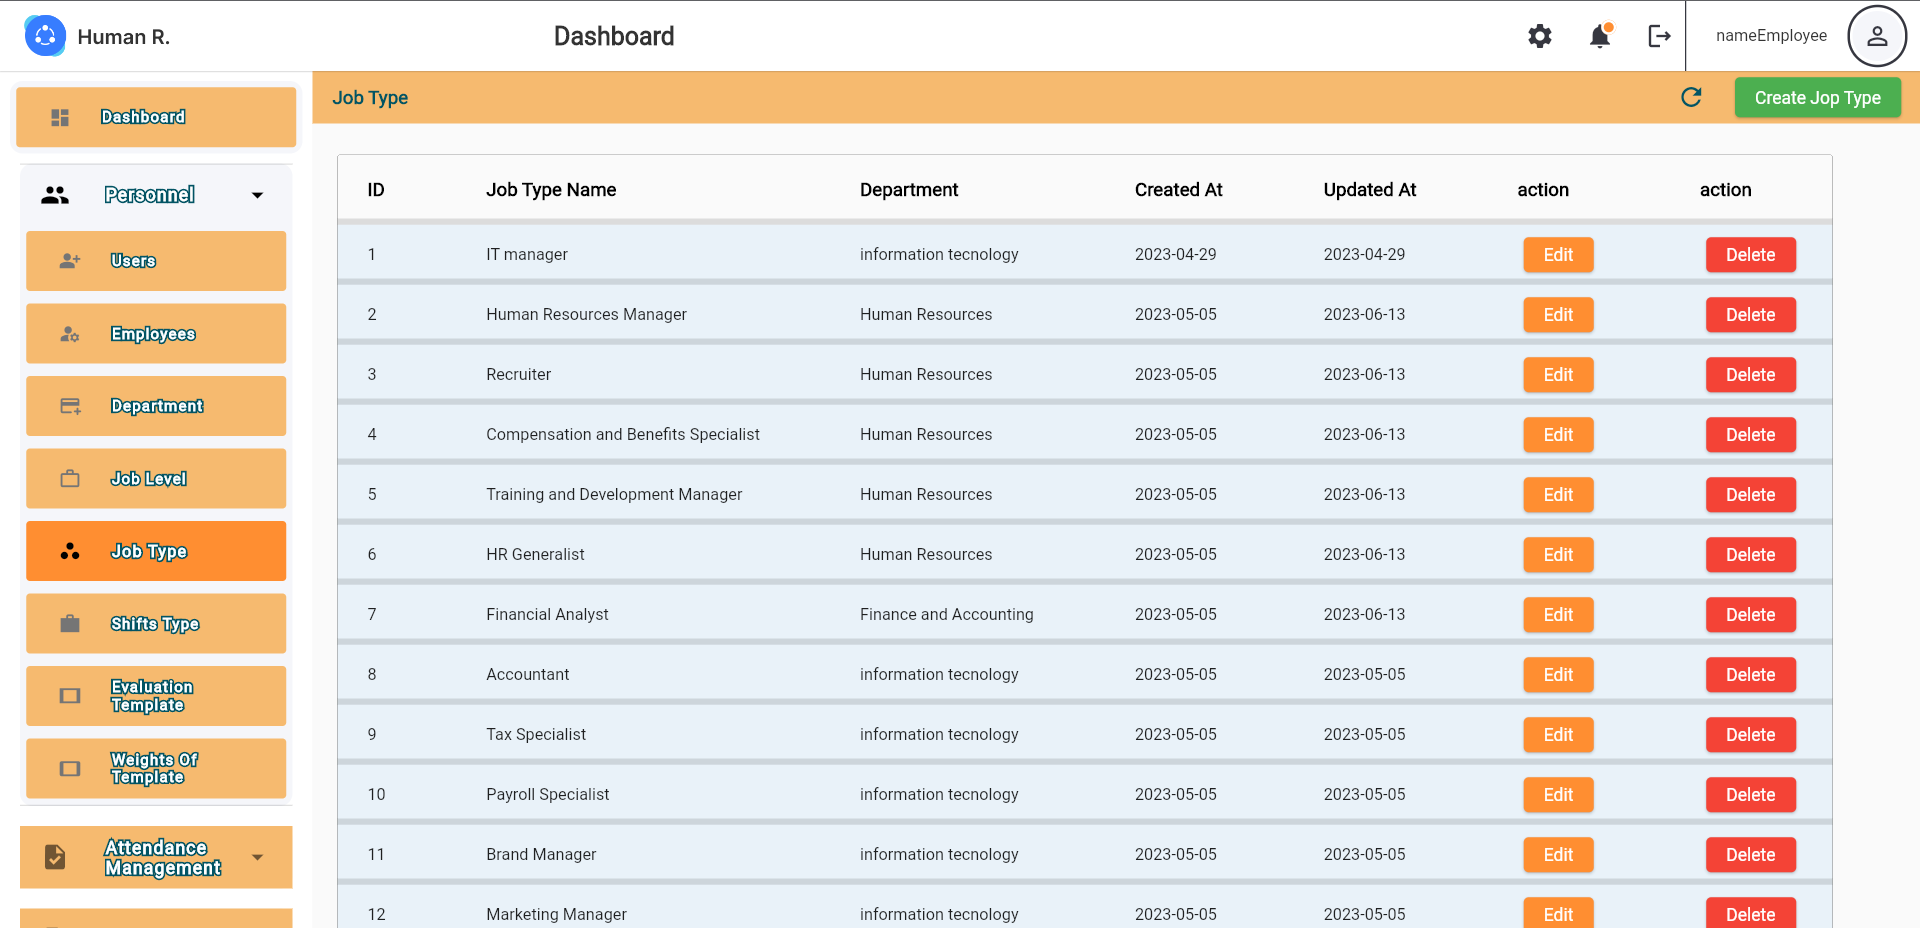 Human R.
Dashboard
nameEmployee
Dashboard
Personnel
Users
Employees
Department
Job Level
Job Type
Shifts Type
Evaluation
Template
Weights Of
Template
Attendance
Management
Job Type
Create Jop Type
ID Job Type Name Department Created At Updated At action action
1 IT manager information tecnology 2023-04-29 2023-04-29 Edit Delete
2 Human Resources Manager Human Resources 2023-05-05 2023-06-13 Edit Delete
3 Recruiter Human Resources 2023-05-05 2023-06-13 Edit Delete
4 Compensation and Benefits Specialist Human Resources 2023-05-05 2023-06-13 Edit Delete
5 Training and Development Manager Human Resources 2023-05-05 2023-06-13 Edit Delete
6 HR Generalist Human Resources 2023-05-05 2023-06-13 Edit Delete
7 Financial Analyst Finance and Accounting 2023-05-05 2023-06-13 Edit Delete
8 Accountant information tecnology 2023-05-05 2023-05-05 Edit Delete
9 Tax Specialist information tecnology 2023-05-05 2023-05-05 Edit Delete
10 Payroll Specialist information tecnology 2023-05-05 2023-05-05 Edit Delete
11 Brand Manager information tecnology 2023-05-05 2023-05-05 Edit Delete
12 Marketing Manager information tecnology 2023-05-05 2023-05-05 Edit Delete